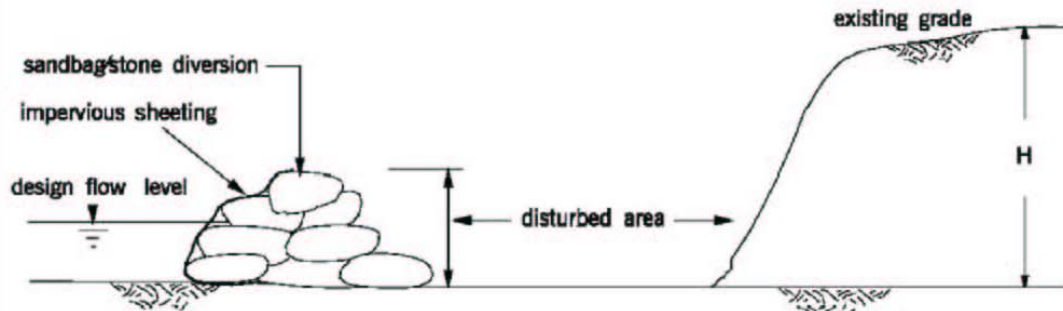 existing grade
sandbag/stone diversion
impervious sheeting
design flow level
H
disturbed area